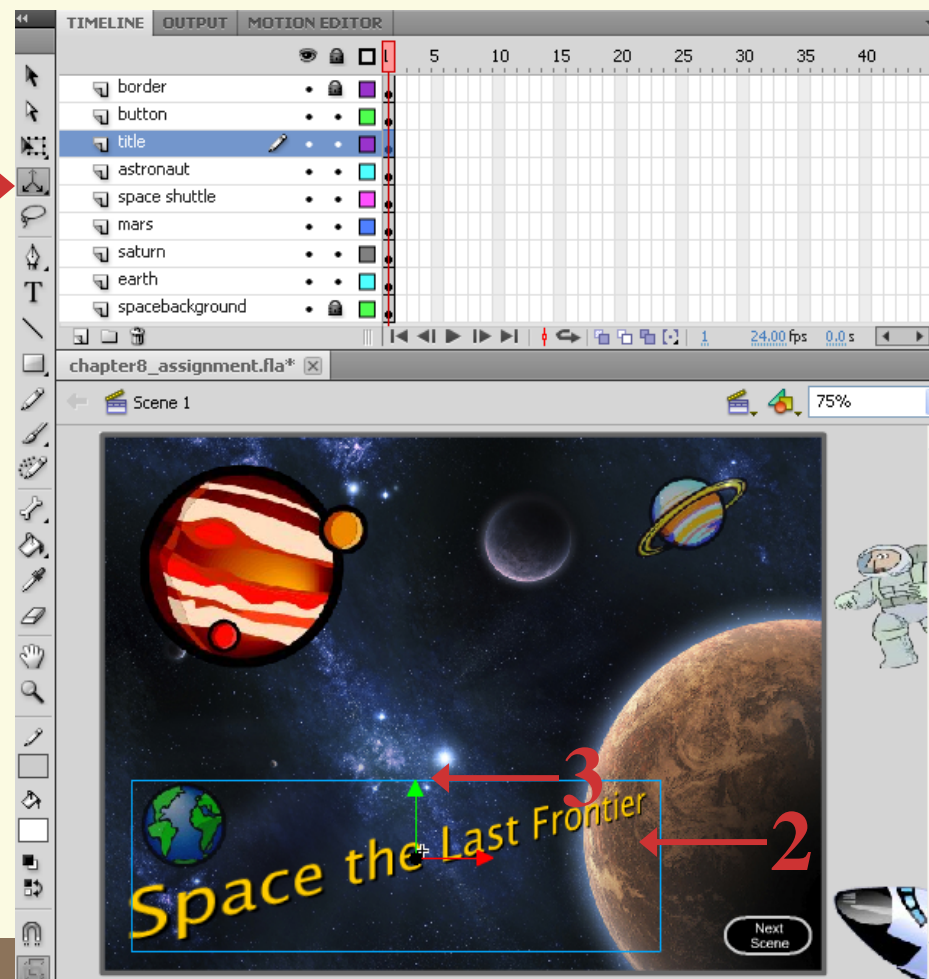 TIMELINE OUTPUT MOTION EDITOR
1 5 10 15 20 25 30 35 40
border
button
title
astronaut
space shuttle
mars
saturn
earth
spacebackground
1 24.00 fps 0.0 s
chapter8_assignment.fla*
Scene 1 75%
3
2
Space the Last Frontier
Next
Scene
T